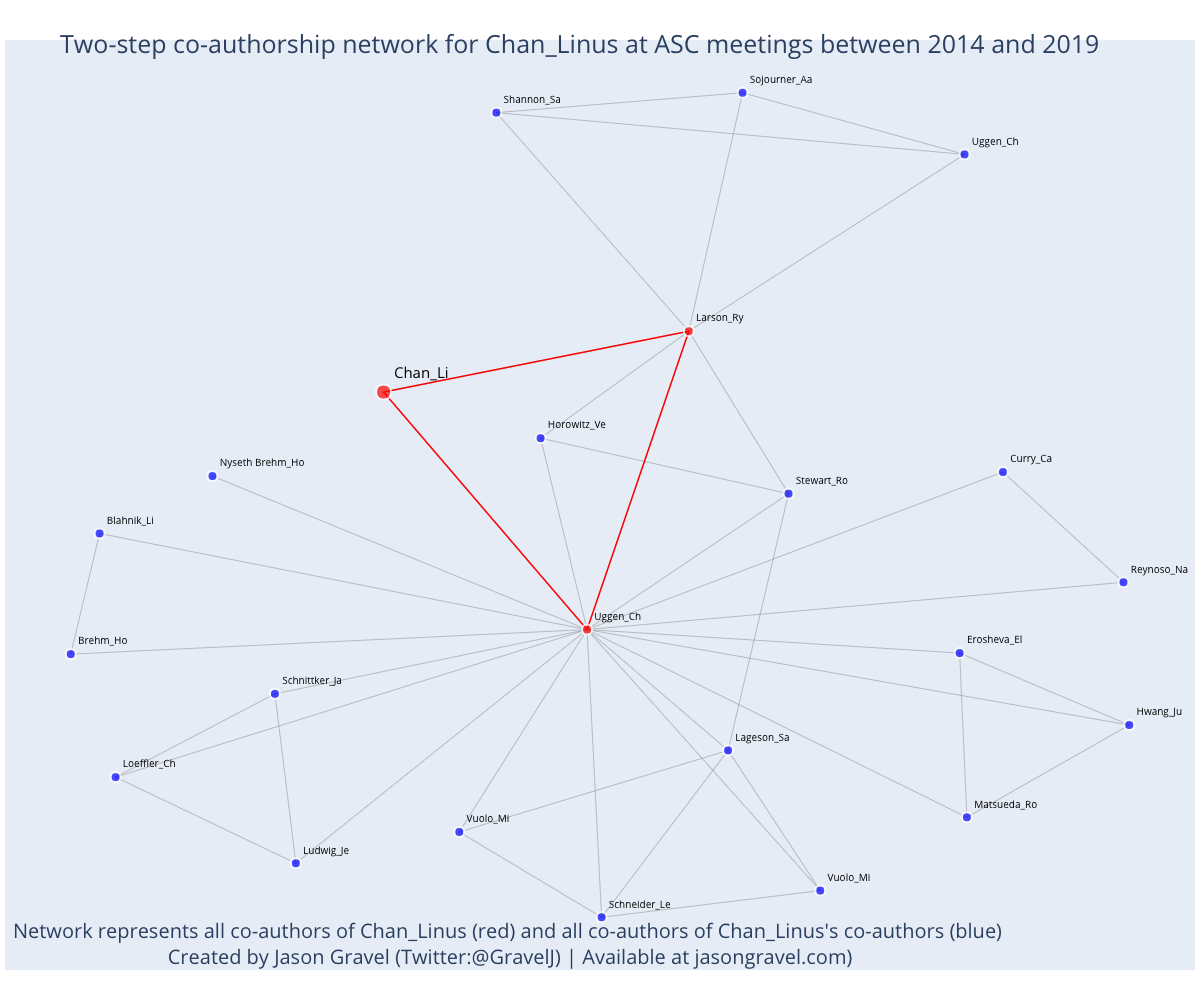 Two-step co-authorship network for Chan_Linus at ASC meetings between 2014 and 2019
Sojourner_Aa
Shannon_Sa
Uggen_Ch
Larson_Ry
Chan_Li
Horowitz_Ve
Nyseth Brehm_Ho
Curry_Ca
Stewart_Ro
Blahnik_Li
Reynoso_Na
Uggen_Ch
Brehm_Ho
Erosheva_El
Schnittker_Ja
Hwang_Ju
Lageson_Sa
Loeffler_Ch
Matsueda_Ro
Vuolo_Mi
Ludwig_Je
Vuolo_Mi
Schneider_Le
Network represents all co-authors of Chan_Linus (red) and all co-authors of Chan_Linus's co-authors (blue)
Created by Jason Gravel (Twitter:@GravelJ) | Available at jasongravel.com)